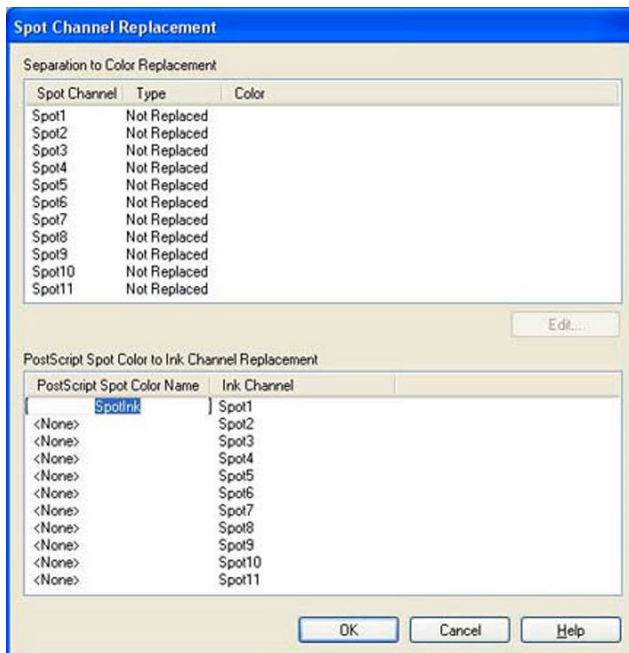 Spot Channel Replacement
Separation to Color Replacement
Spot Channel Type Color
Spot1 Not Replaced
Spot2 Not Replaced
Spot3 Not Replaced
Spot4 Not Replaced
Spot5 Not Replaced
Spot6 Not Replaced
Spot7 Not Replaced
Spot8 Not Replaced
Spot9 Not Replaced
Spot10 Not Replaced
Spot11 Not Replaced
Edit...
PostScript Spot Color to Ink Channel Replacement
PostScript Spot Color Name Ink Channel
[SpotInk] Spot1
<None> Spot2
<None> Spot3
<None> Spot4
<None> Spot5
<None> Spot6
<None> Spot7
<None> Spot8
<None> Spot9
<None> Spot10
<None> Spot11
OK Cancel Help